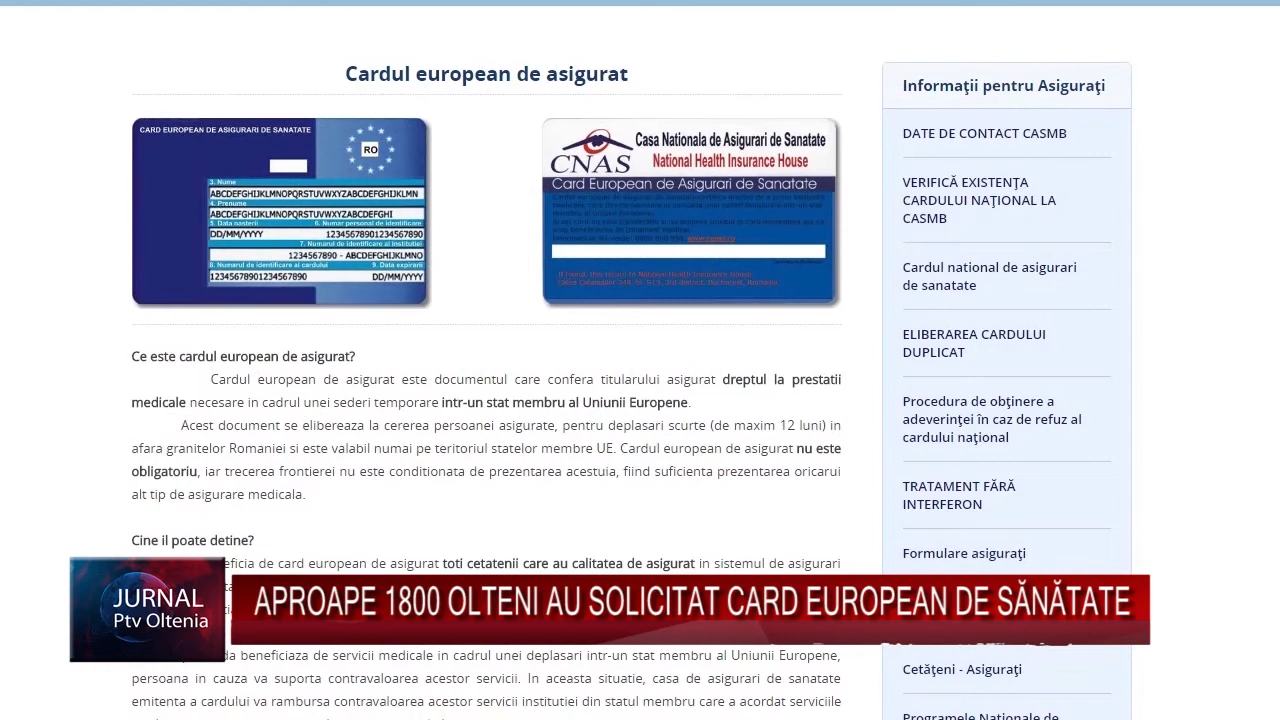 Cardul european de asigurat
CARD EUROPEAN DE ASIGURARI DE SANATATE
RO
3. Nume
ABCDEFGHIJKLMNOPQRSTUVWXYZABCDEFGHIJKLMN
4. Prenume
ABCDEFGHIJKLMNOPQRSTUVWXYZABCDEFGHI
5. Data nasterii 6. Numar personal de identificare
DD/MM/YYYY 12345678901234567890
7. Numarul de identificare al institutiei
1234567890 - ABCDEFGHIJKLMNO
8. Numarul de identificare al cardului 9. Data expirarii
12345678901234567890 DD/MM/YYYY
CNAS
Casa Nationala de Asigurari de Sanatate
National Health Insurance House
Card European de Asigurari de Sanatate
Ce este cardul european de asigurat?
Cardul european de asigurat este documentul care confera titularului asigurat dreptul la prestatii
medicale necesare in cadrul unei sederi temporare intr-un stat membru al Uniunii Europene.
Acest document se elibereaza la cererea persoanei asigurate, pentru deplasari scurte (de maxim 12 luni) in
afara granitelor Romaniei si este valabil numai pe teritoriul statelor membre UE. Cardul european de asigurat nu este
obligatoriu, iar trecerea frontierei nu este conditionata de prezentarea acestuia, fiind suficienta prezentarea oricarui
alt tip de asigurare medicala.
Cine il poate detine?
toti cetatenii care au calitatea de asigurat in sistemul de asigurari
beneficiaza de servicii medicale in cadrul unei deplasari intr-un stat membru al Uniunii Europene,
persoana in cauza va suporta contravaloarea acestor servicii. In aceasta situatie, casa de asigurari de sanatate
emitenta a cardului va rambursa contravaloarea acestor servicii institutiei din statul membru care a acordat serviciile
Informaţii pentru Asiguraţi
DATE DE CONTACT CASMB
VERIFICĂ EXISTENŢA
CARDULUI NAŢIONAL LA
CASMB
Cardul national de asigurari
de sanatate
ELIBERAREA CARDULUI
DUPLICAT
Procedura de obţinere a
adeverinţei în caz de refuz al
cardului naţional
TRATAMENT FĂRĂ
INTERFERON
Formulare asiguraţi
Cetăţeni - Asiguraţi
Programele Nationale de
JURNAL
Ptv Oltenia
APROAPE 1800 OLTENI AU SOLICITAT CARD EUROPEAN DE SĂNĂTATE